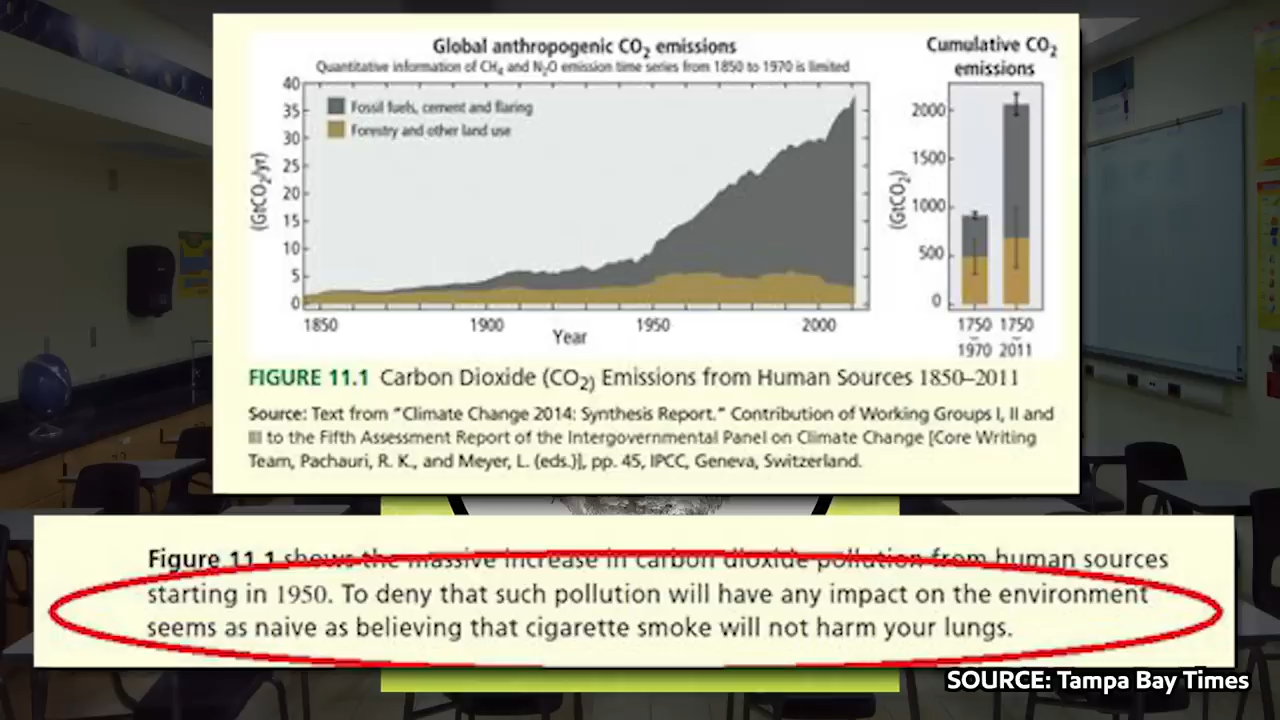 Global anthropogenic CO₂ emissions
Quantitative information of CH₄ and N₂O emission time series from 1850 to 1970 is limited
40
35
30
25
20
15
10
5
0
(GtCO₂/yr)
Fossil fuels, cement and flaring
Forestry and other land use
1850 1900 1950 2000
Year
Cumulative CO₂
emissions
2000
1500
1000
500
0
(GtCO₂)
1750 1750
– –
1970 2011
FIGURE 11.1 Carbon Dioxide (CO₂) Emissions from Human Sources 1850–2011
Source: Text from "Climate Change 2014: Synthesis Report." Contribution of Working Groups I, II and
III to the Fifth Assessment Report of the Intergovernmental Panel on Climate Change [Core Writing
Team, Pachauri, R. K., and Meyer, L. (eds.)], pp. 45, IPCC, Geneva, Switzerland.
Figure 11.1 shows the massive increase in carbon dioxide pollution from human sources
starting in 1950. To deny that such pollution will have any impact on the environment
seems as naive as believing that cigarette smoke will not harm your lungs.
SOURCE: Tampa Bay Times